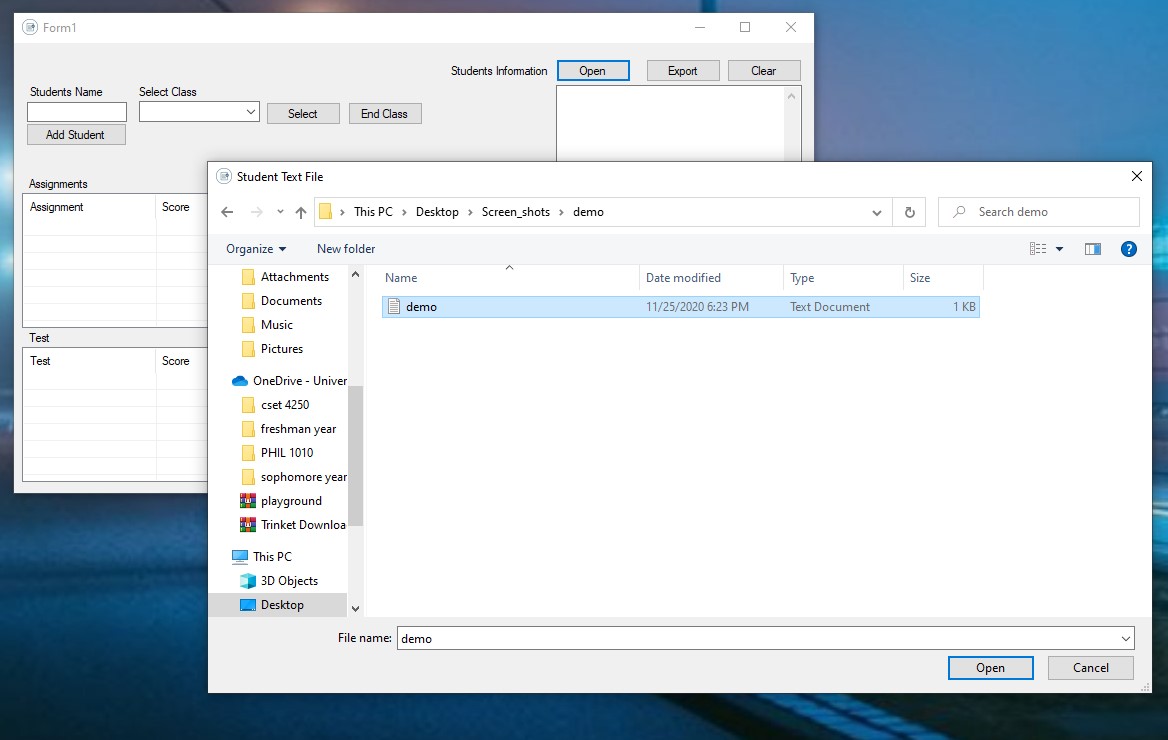 Form1
Students Information Open Export Clear
Students Name Select Class
Select End Class
Add Student
Assignments
Assignment Score
Test
Test Score
Student Text File
This PC Desktop Screen_shots demo
Search demo
Organize New folder
Attachments
Documents
Music
Pictures
OneDrive - Univer
cset 4250
freshman year
PHIL 1010
sophomore year
playground
Trinket Downloa
This PC
3D Objects
Desktop
Name Date modified Type Size
demo 11/25/2020 6:23 PM Text Document 1 KB
File name: demo
Open Cancel